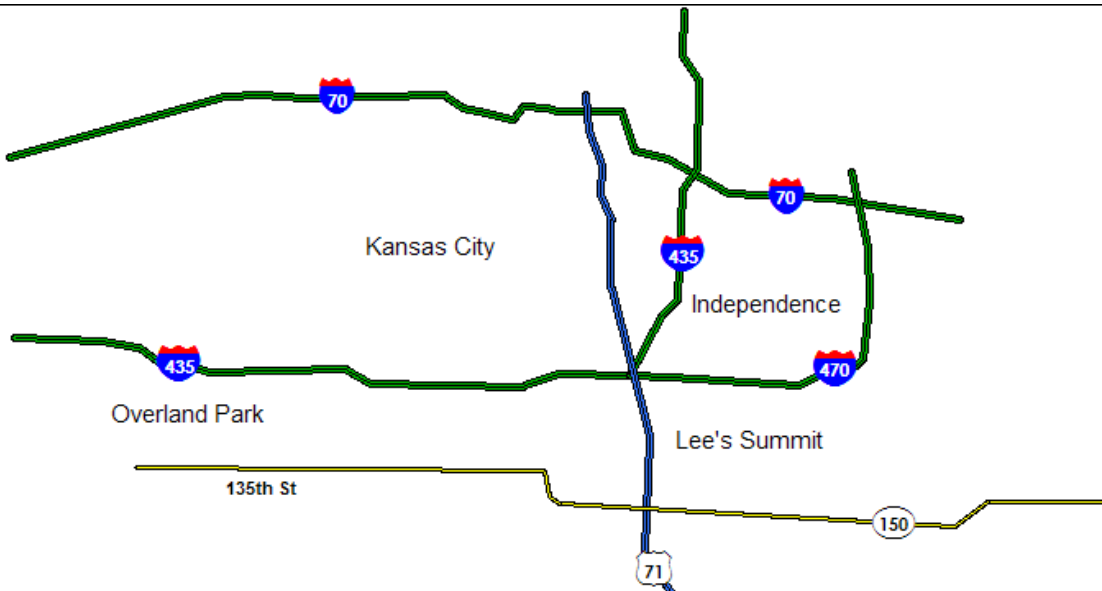 70
70
Kansas City
435
Independence
435
470
Overland Park
Lee's Summit
135th St
150
71